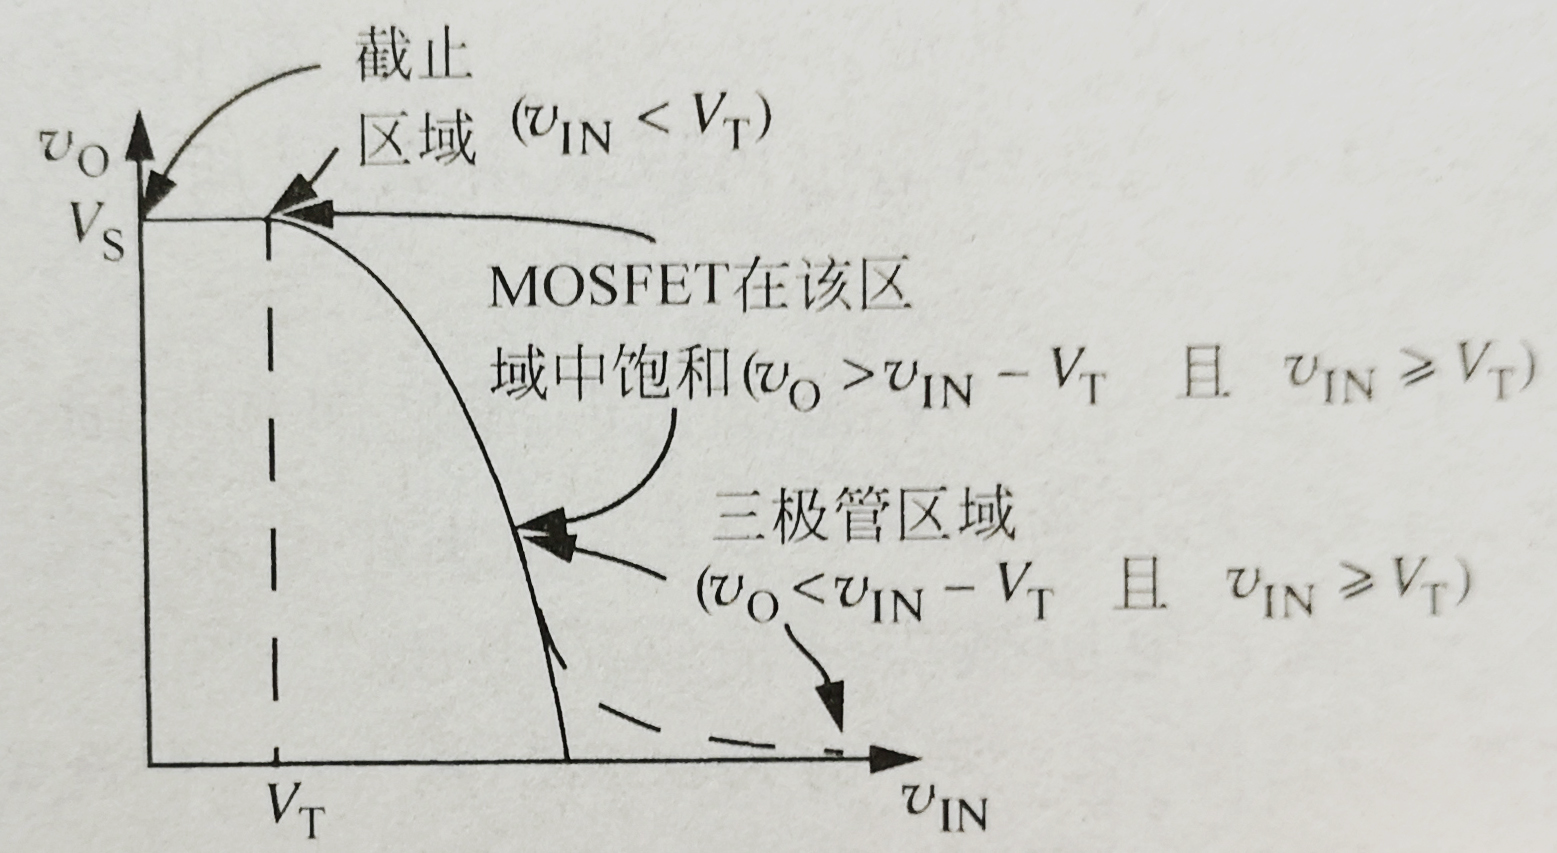 截止
区域 (vIN < VT)
vO
VS
MOSFET在该区
域中饱和(vO >vIN − VT 且 vIN ⩾ VT)
三极管区域
(vO <vIN − VT 且 vIN ⩾ VT)
VT
vIN